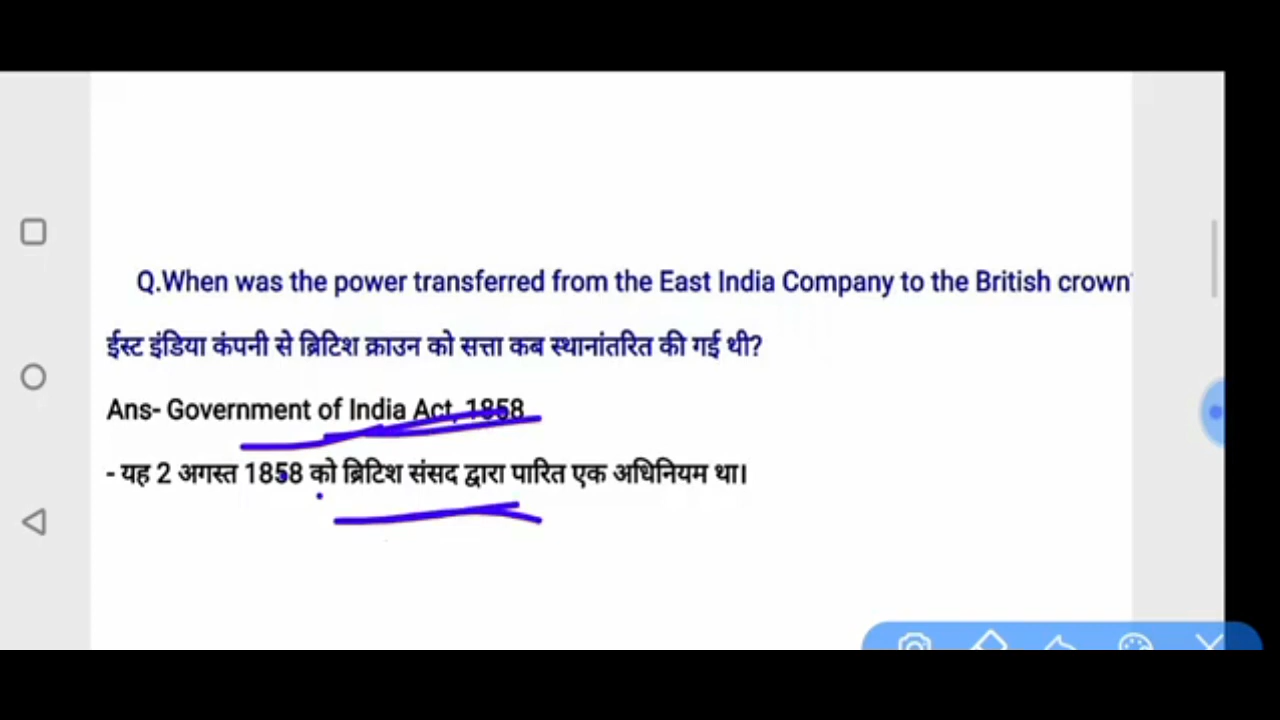 Q.When was the power transferred from the East India Company to the British crown
ईस्ट इंडिया कंपनी से ब्रिटिश क्राउन को सत्ता कब स्थानांतरित की गई थी?
Ans- Government of India Act, 1858
- यह 2 अगस्त 1858 को ब्रिटिश संसद द्वारा पारित एक अधिनियम था।